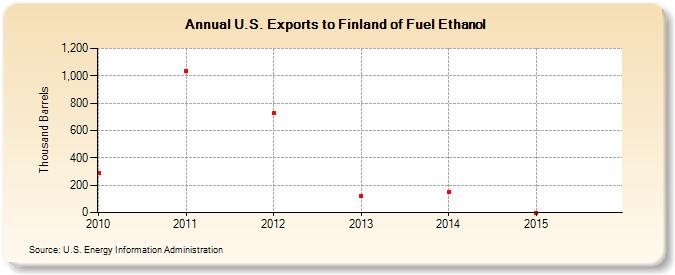 Annual U.S. Exports to Finland of Fuel Ethanol
Thousand Barrels
1,200
1,000
800
600
400
200
0
2010 2011 2012 2013 2014 2015
Source: U.S. Energy Information Administration